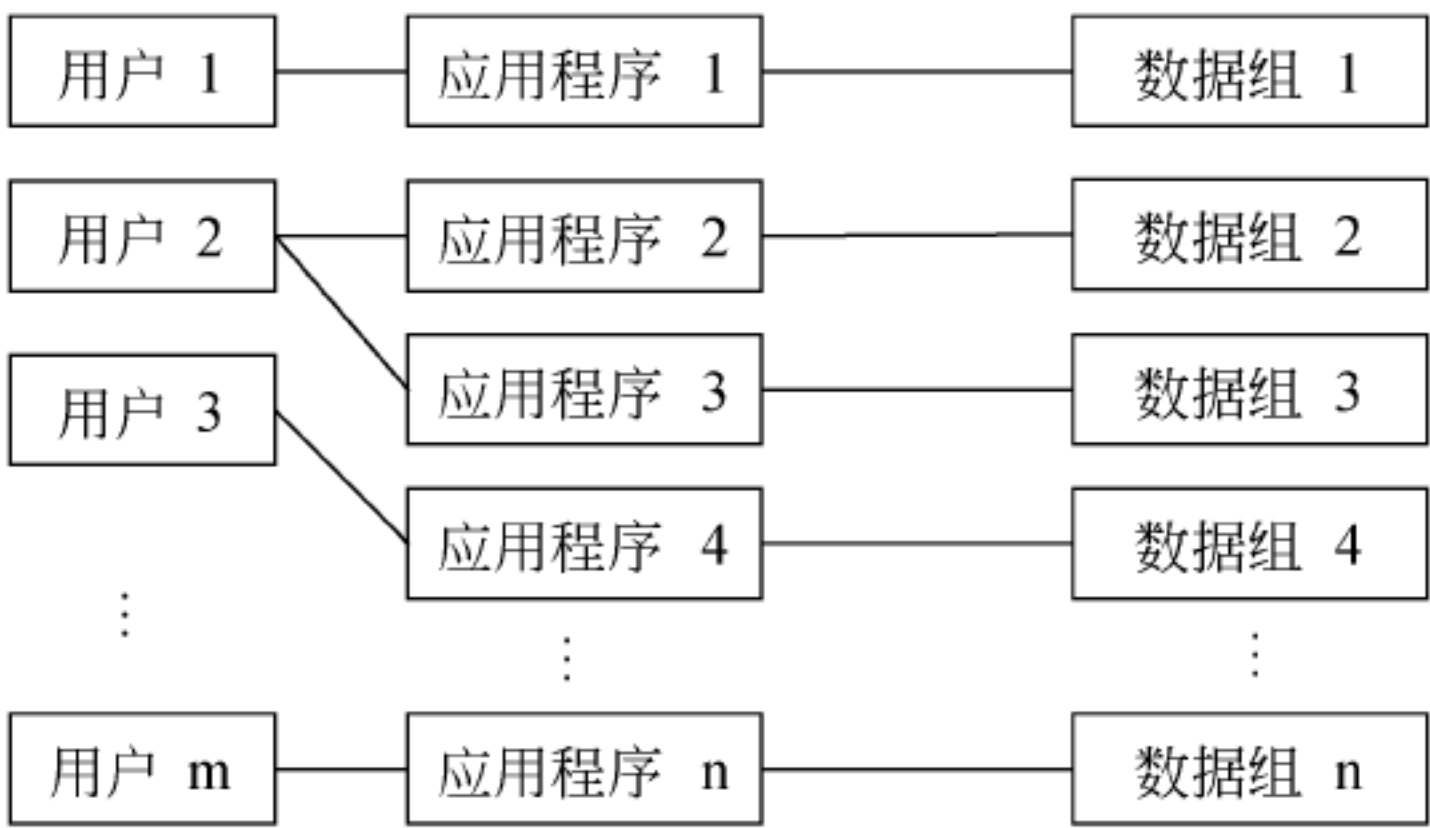 用户 1 应用程序 1 数据组 1
用户 2 应用程序 2 数据组 2
应用程序 3 数据组 3
用户 3
应用程序 4 数据组 4
⋮
⋮ ⋮
用户 m 应用程序 n 数据组 n